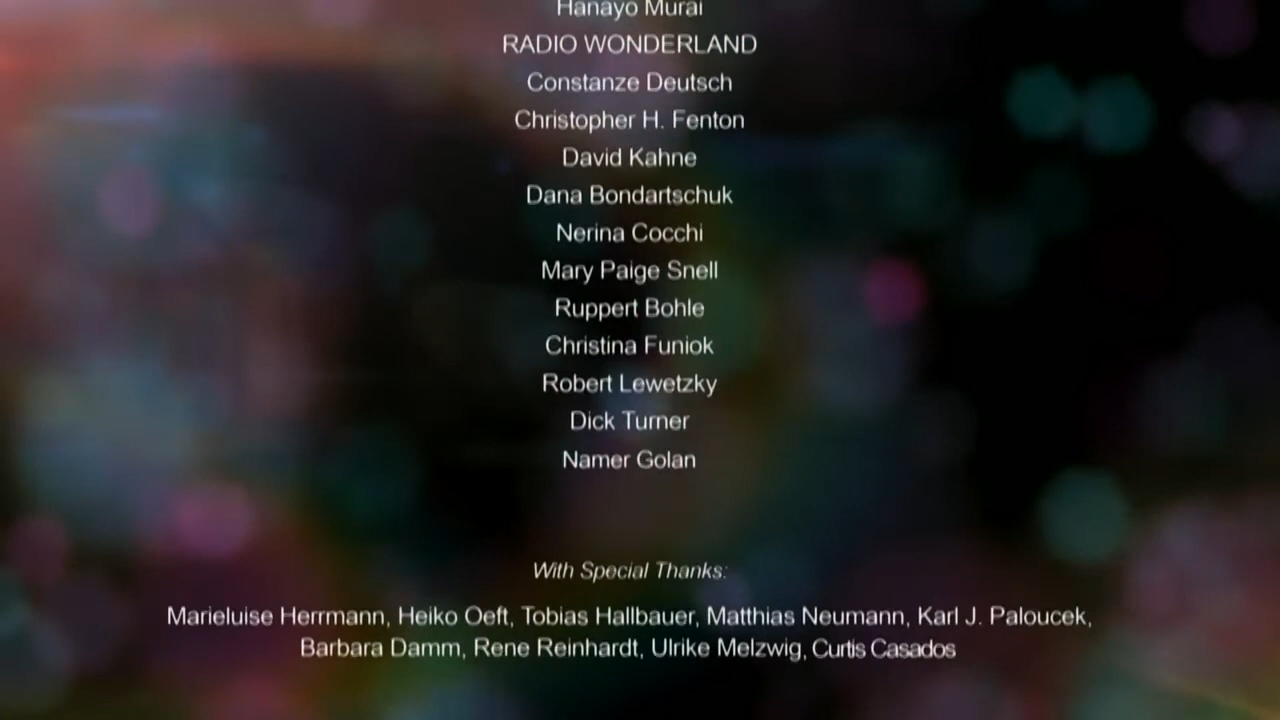 Hanayo Murai
RADIO WONDERLAND
Constanze Deutsch
Christopher H. Fenton
David Kahne
Dana Bondartschuk
Nerina Cocchi
Mary Paige Snell
Ruppert Bohle
Christina Funiok
Robert Lewetzky
Dick Turner
Namer Golan
With Special Thanks:
Marieluise Herrmann, Heiko Oeft, Tobias Hallbauer, Matthias Neumann, Karl J. Paloucek,
Barbara Damm, Rene Reinhardt, Ulrike Melzwig, Curtis Casados